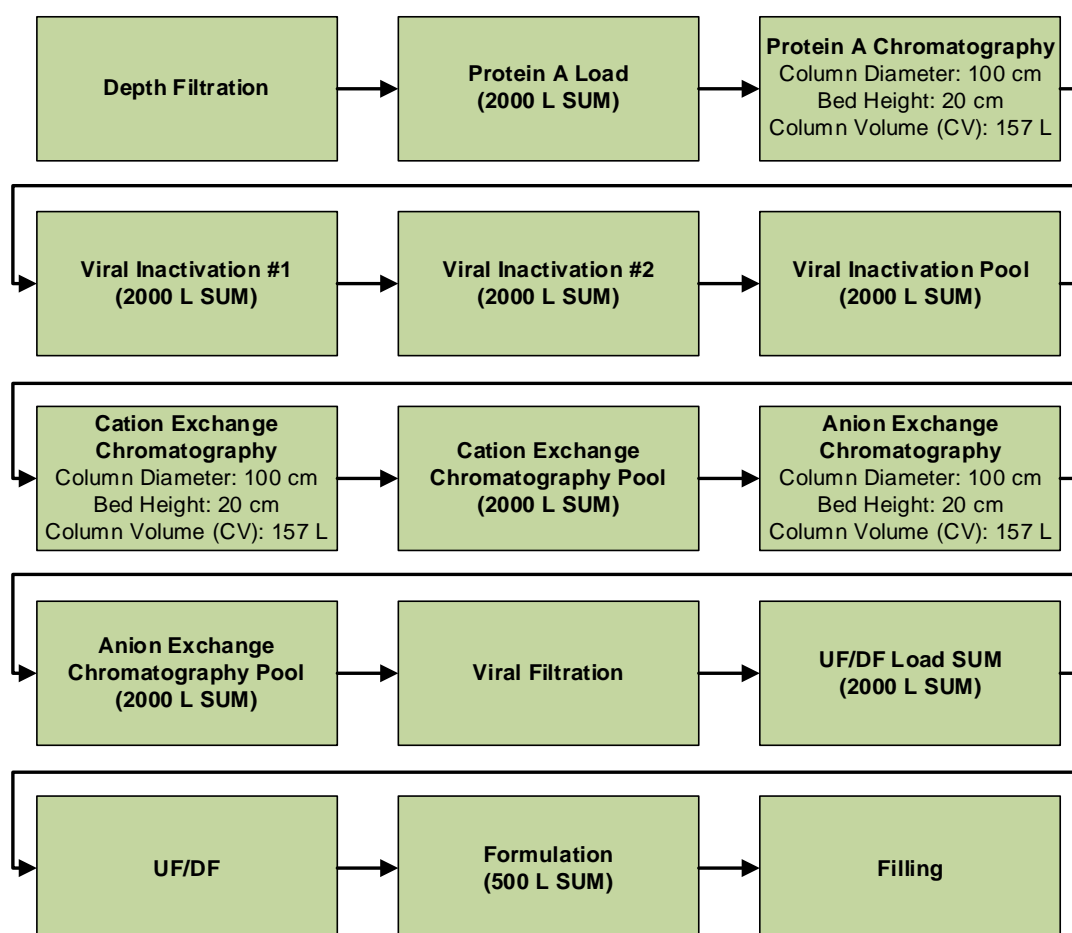 Depth Filtration
Protein A Load
(2000 L SUM)
Protein A Chromatography
Column Diameter: 100 cm
Bed Height: 20 cm
Column Volume (CV): 157 L
Viral Inactivation #1
(2000 L SUM)
Viral Inactivation #2
(2000 L SUM)
Viral Inactivation Pool
(2000 L SUM)
Cation Exchange
Chromatography
Column Diameter: 100 cm
Bed Height: 20 cm
Column Volume (CV): 157 L
Cation Exchange
Chromatography Pool
(2000 L SUM)
Anion Exchange
Chromatography
Column Diameter: 100 cm
Bed Height: 20 cm
Column Volume (CV): 157 L
Anion Exchange
Chromatography Pool
(2000 L SUM)
Viral Filtration
UF/DF Load SUM
(2000 L SUM)
UF/DF
Formulation
(500 L SUM)
Filling